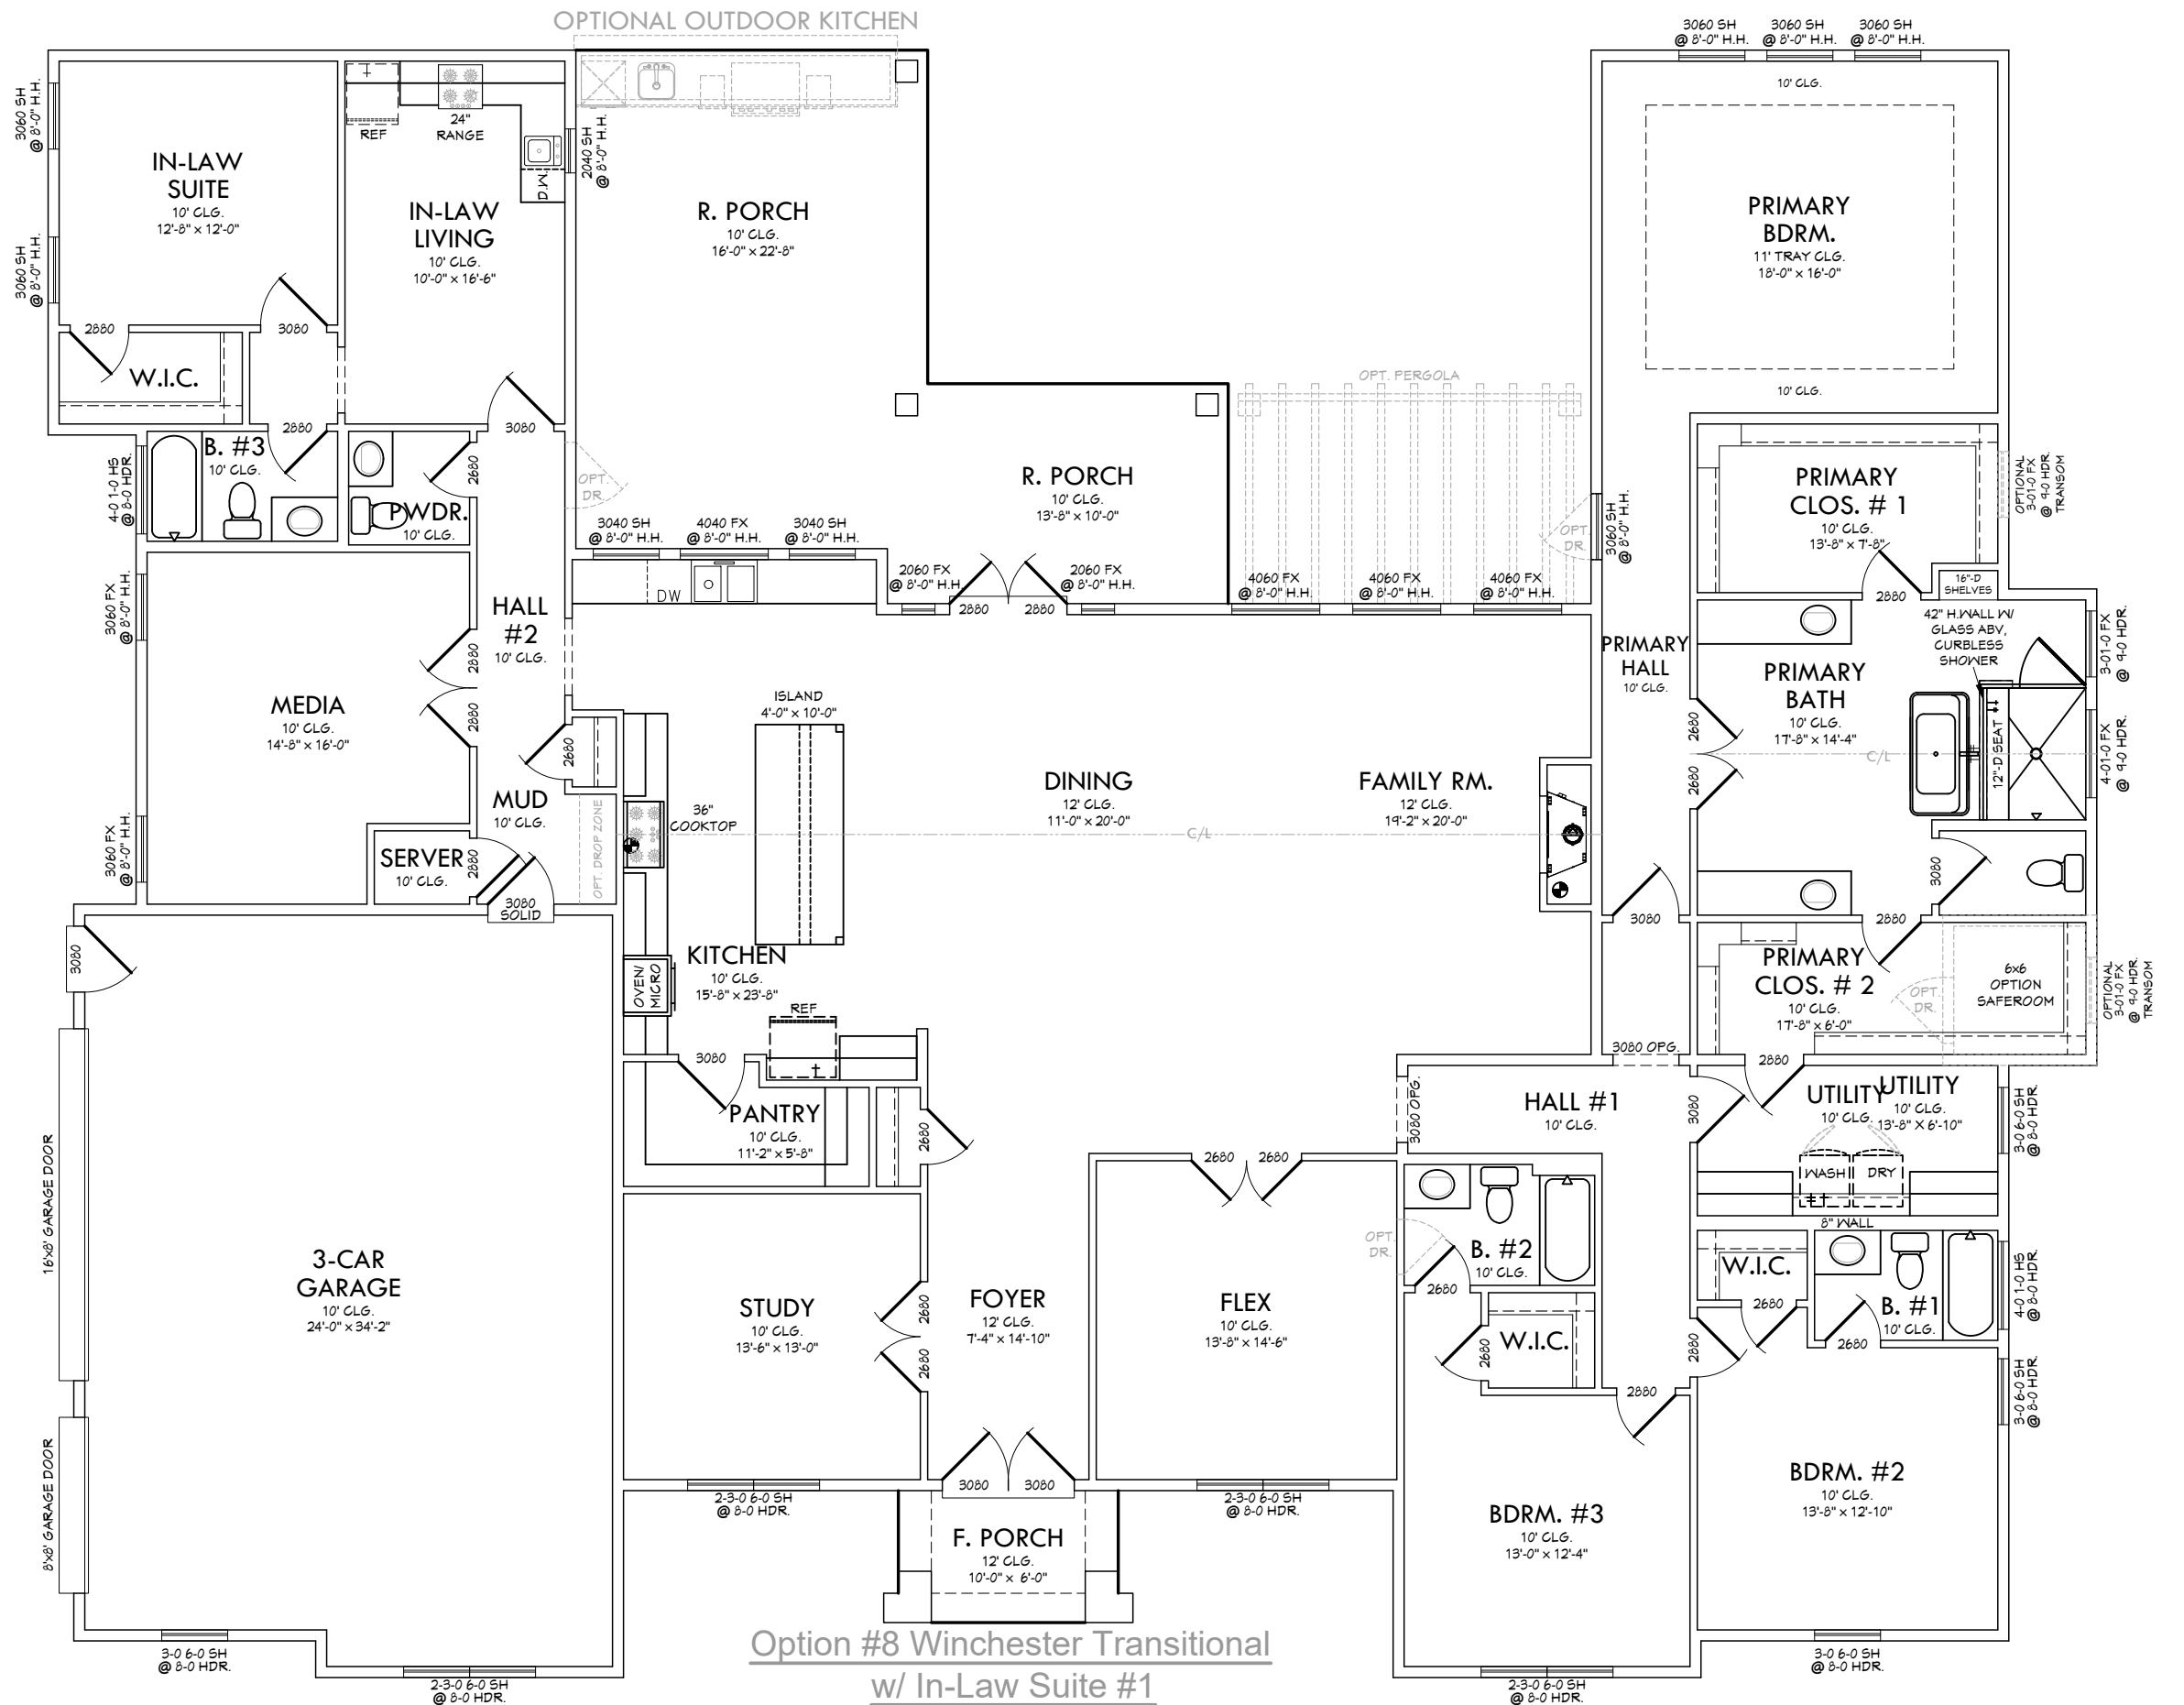 OPTIONAL OUTDOOR KITCHEN
3060 SH
@ 8'-0" H.H.
3060 SH
@ 8'-0" H.H.
3060 SH
@ 8'-0" H.H.
3060 SH
@ 8'-0" H.H.
3060 SH
@ 8'-0" H.H.
IN-LAW
SUITE
10' CLG.
12'-8" x 12'-0"
REF
24"
RANGE
D.W.
2040 SH
@ 8'-0" H.H.
IN-LAW
LIVING
10' CLG.
10'-0" x 16'-6"
R. PORCH
10' CLG.
16'-0" x 22'-8"
10' CLG.
PRIMARY
BDRM.
11' TRAY CLG.
18'-0" x 16'-0"
10' CLG.
2880
3080
W.I.C.
2880
3080
OPT. PERGOLA
B. #3
10' CLG.
4-0 1-0 HS
@ 8-0 HDR.
2680
PWDR.
10' CLG.
OPT.
DR.
R. PORCH
10' CLG.
13'-8" x 10'-0"
3040 SH
@ 8'-0" H.H.
4040 FX
@ 8'-0" H.H.
3040 SH
@ 8'-0" H.H.
OPT.
DR.
3060 SH
@ 8'-0" H.H.
PRIMARY
CLOS. # 1
10' CLG.
13'-8" x 7'-8"
OPTIONAL
3-01-0 FX
@ 9-0 HDR.
TRANSOM
2060 FX
@ 8'-0" H.H.
2060 FX
@ 8'-0" H.H.
2880
2880
4060 FX
@ 8'-0" H.H.
4060 FX
@ 8'-0" H.H.
4060 FX
@ 8'-0" H.H.
DW
2880
16"-D
SHELVES
42" H.WALL W/
GLASS ABV,
CURBLESS
SHOWER
3-01-0 FX
@ 9-0 HDR.
4-01-0 FX
@ 9-0 HDR.
3060 FX
@ 8'-0" H.H.
HALL
#2
10' CLG.
2880
2880
MEDIA
10' CLG.
14'-8" x 16'-0"
ISLAND
4'-0" x 10'-0"
PRIMARY
HALL
10' CLG.
2680
2680
PRIMARY
BATH
10' CLG.
17'-8" x 14'-4"
C/L
12"-D SEAT
2680
MUD
10' CLG.
OPT. DROP ZONE
36"
COOKTOP
DINING
12' CLG.
11'-0" x 20'-0"
C/L
FAMILY RM.
12' CLG.
19'-2" x 20'-0"
3060 FX
@ 8'-0" H.H.
SERVER
10' CLG.
2880
3080
SOLID
3080
3080
3080
2880
KITCHEN
10' CLG.
15'-8" x 23'-8"
OVEN/
MICRO
REF
PRIMARY
CLOS. # 2
10' CLG.
17'-8" x 6'-0"
OPT.
DR.
6x6
OPTION
SAFEROOM
OPTIONAL
3-01-0 FX
@ 9-0 HDR.
TRANSOM
3080
3080 OPG.
2880
PANTRY
10' CLG.
11'-2" x 5'-8"
2680
3080 OPG.
HALL #1
10' CLG.
3080
UTILITY
10' CLG.
UTILITY
10' CLG.
13'-8" X 6'-10"
3-0 6-0 SH
@ 8-0 HDR.
WASH
DRY
8" WALL
16'x8' GARAGE DOOR
3-CAR
GARAGE
10' CLG.
24'-0" x 34'-2"
2680
2680
OPT.
DR.
B. #2
10' CLG.
2680
W.I.C.
2680
B. #1
10' CLG.
2680
4-0 1-0 HS
@ 8-0 HDR.
STUDY
10' CLG.
13'-6" x 13'-0"
2680
2680
FOYER
12' CLG.
7'-4" x 14'-10"
FLEX
10' CLG.
13'-8" x 14'-6"
2680
W.I.C.
2880
2880
3-0 6-0 SH
@ 8-0 HDR.
8'x8' GARAGE DOOR
3080
3080
2-3-0 6-0 SH
@ 8-0 HDR.
2-3-0 6-0 SH
@ 8-0 HDR.
BDRM. #2
10' CLG.
13'-8" x 12'-10"
BDRM. #3
10' CLG.
13'-0" x 12'-4"
F. PORCH
12' CLG.
10'-0" x 6'-0"
3-0 6-0 SH
@ 8-0 HDR.
2-3-0 6-0 SH
@ 8-0 HDR.
2-3-0 6-0 SH
@ 8-0 HDR.
3-0 6-0 SH
@ 8-0 HDR.
Option #8 Winchester Transitional
w/ In-Law Suite #1